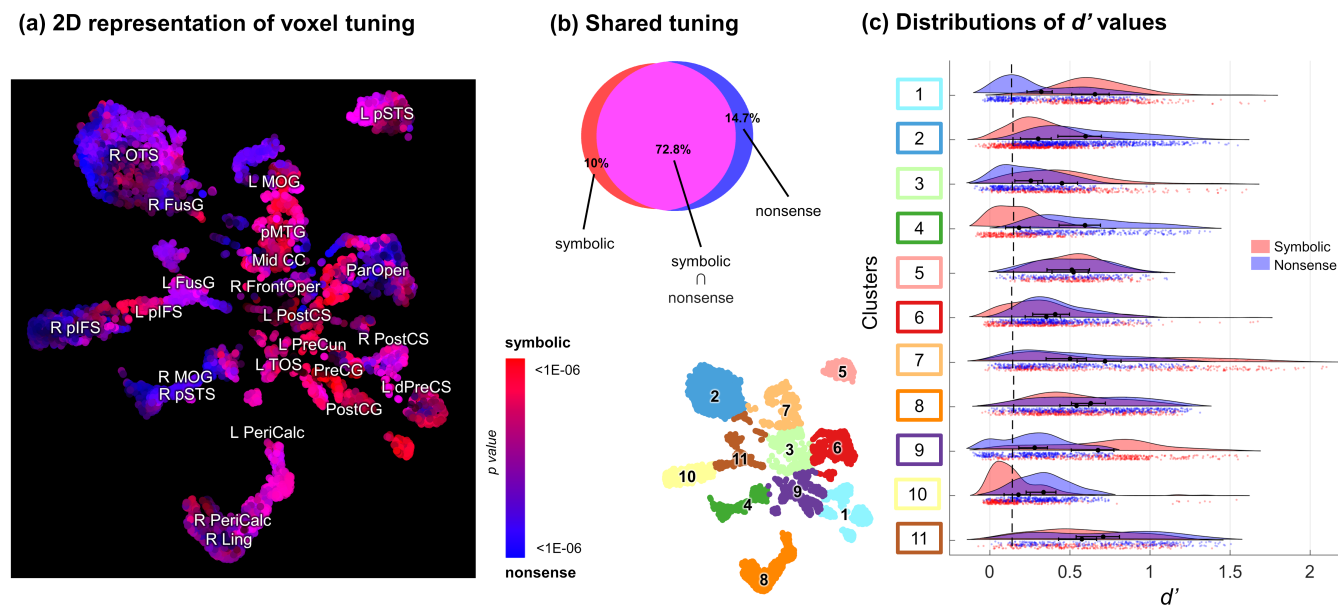 (a) 2D representation of voxel tuning
L pSTS
R OTS
L MOG
R FusG
pMTG
Mid CC
ParOper
L FusG
R FrontOper
L pIFS
R pIFS
L PostCS
R PostCS
L PreCun
R MOG
L TOS
PreCG
R pSTS
L dPreCS
PostCG
L PeriCalc
R PeriCalc
R Ling
symbolic
<1E-06
p value
<1E-06
nonsense
(b) Shared tuning
14.7%
72.8%
10%
nonsense
symbolic
symbolic
∩
nonsense
5
2
7
3
6
11
10
9
4
1
8
(c) Distributions of d’ values
Clusters
1
2
3
4
5
6
7
8
9
10
11
Symbolic
Nonsense
0
0.5
1
1.5
2
d’